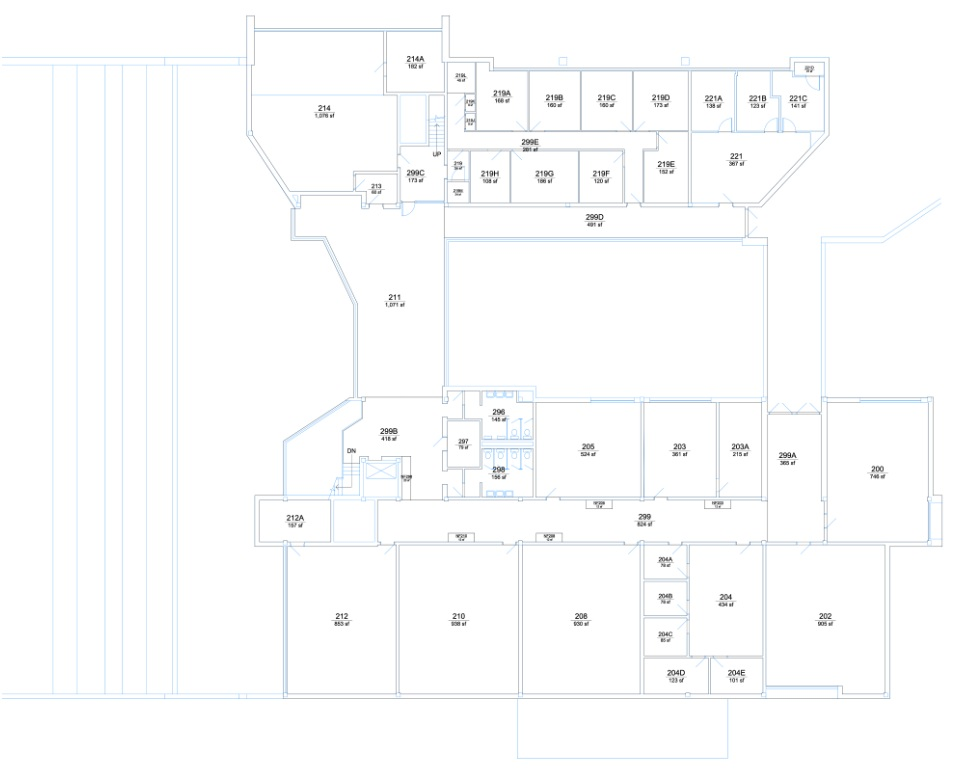 214A
182 sf
214
1,076 sf
219A
166 sf
219B
160 sf
219C
160 sf
219D
173 sf
221A
138 sf
221B
123 sf
221C
141 sf
UP
299E
281 sf
299C
173 sf
213
219
219H
108 sf
219G
186 sf
219F
120 sf
219E
152 sf
221
367 sf
299D
491 sf
211
1,071 sf
296
145 sf
299B
418 sf
297
79 sf
298
156 sf
205
524 sf
203
381 sf
203A
215 sf
299A
365 sf
200
746 sf
DN
212A
157 sf
299
824 sf
212
853 sf
210
938 sf
208
930 sf
204A
204B
204C
204
434 sf
202
905 sf
204D
123 sf
204E
101 sf